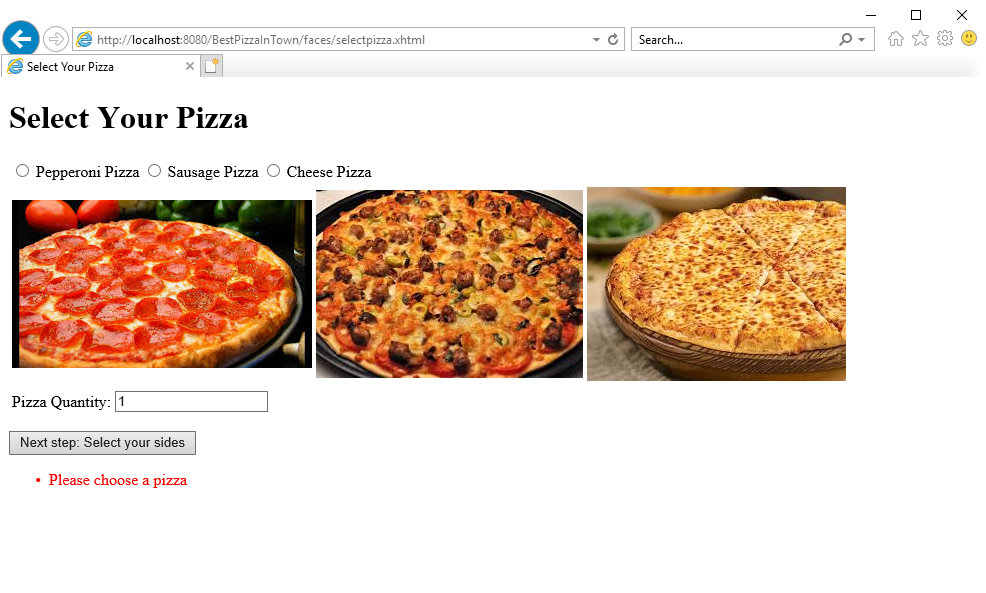 http://localhost:8080/BestPizzaInTown/faces/selectpizza.xhtml
Search...
Select Your Pizza
Select Your Pizza
Pepperoni Pizza Sausage Pizza Cheese Pizza
Pizza Quantity: 1
Next step: Select your sides
• Please choose a pizza